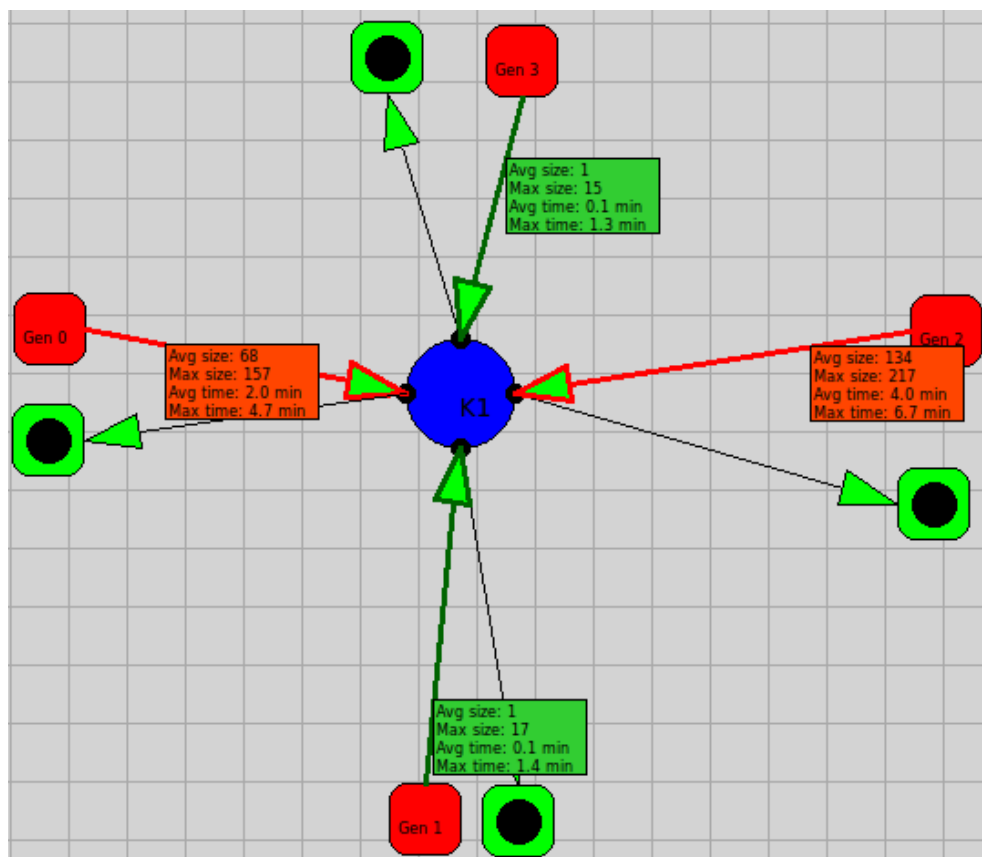 Gen 3
Avg size: 1
Max size: 15
Avg time: 0.1 min
Max time: 1.3 min
Gen 0
Avg size: 68
Max size: 157
Avg time: 2.0 min
Max time: 4.7 min
K1
Gen 2
Avg size: 134
Max size: 217
Avg time: 4.0 min
Max time: 6.7 min
Avg size: 1
Max size: 17
Avg time: 0.1 min
Max time: 1.4 min
Gen 1